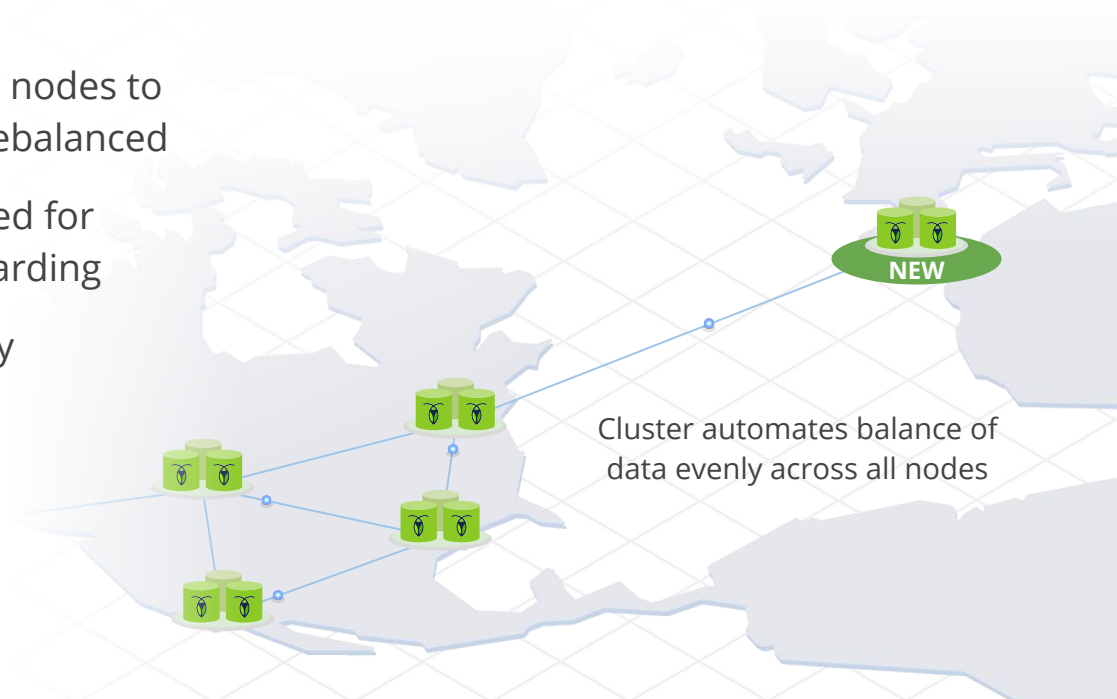 nodes to
ebalanced
ed for
arding
y
NEW
Cluster automates balance of
data evenly across all nodes